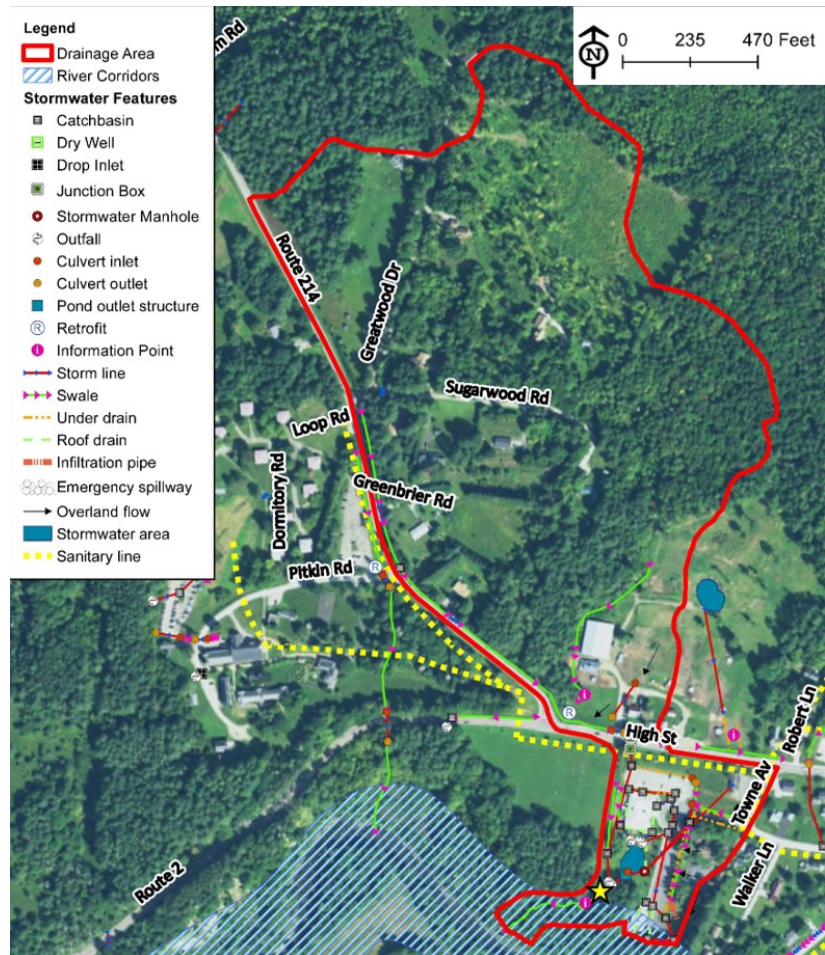 Legend
Drainage Area
River Corridors
Stormwater Features
Catchbasin
Dry Well
Drop Inlet
Junction Box
Stormwater Manhole
Outfall
Culvert inlet
Culvert outlet
Pond outlet structure
R Retrofit
i Information Point
Storm line
Swale
Under drain
Roof drain
Infiltration pipe
Emergency spillway
Overland flow
Stormwater area
Sanitary line
N
0 235 470 Feet
Rd
Route 214
Greatwood Dr
Sugarwood Rd
Loop Rd
Greenbrier Rd
Dormitory Rd
Pitkin Rd
R
i
R
High St
i
Robert Ln
Towne Av
Walker Ln
Route 2
i